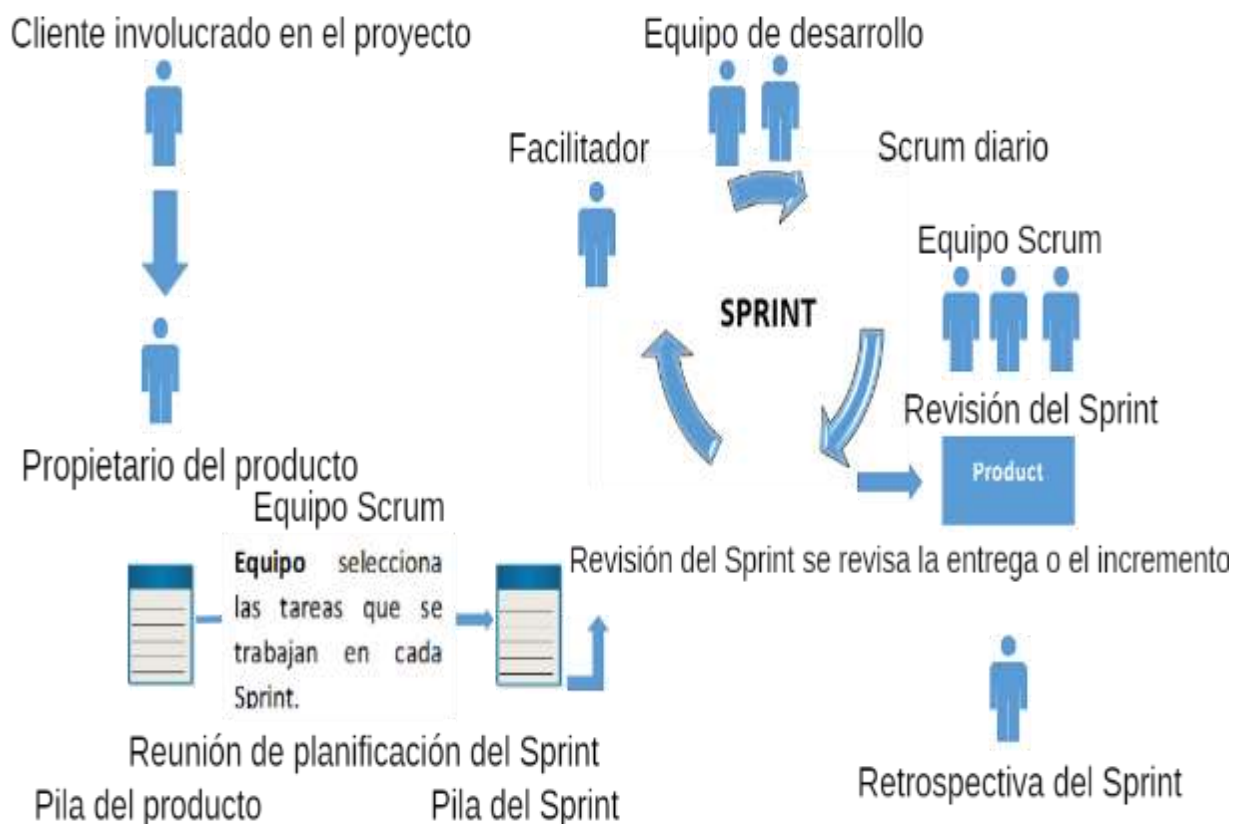 Cliente involucrado en el proyecto
Equipo de desarrollo
Facilitador
Scrum diario
Equipo Scrum
SPRINT
Revisión del Sprint
Product
Propietario del producto
Equipo Scrum
Equipo selecciona
las tareas que se
trabajan en cada
Sprint.
Revisión del Sprint se revisa la entrega o el incremento
Reunión de planificación del Sprint
Pila del producto
Pila del Sprint
Retrospectiva del Sprint